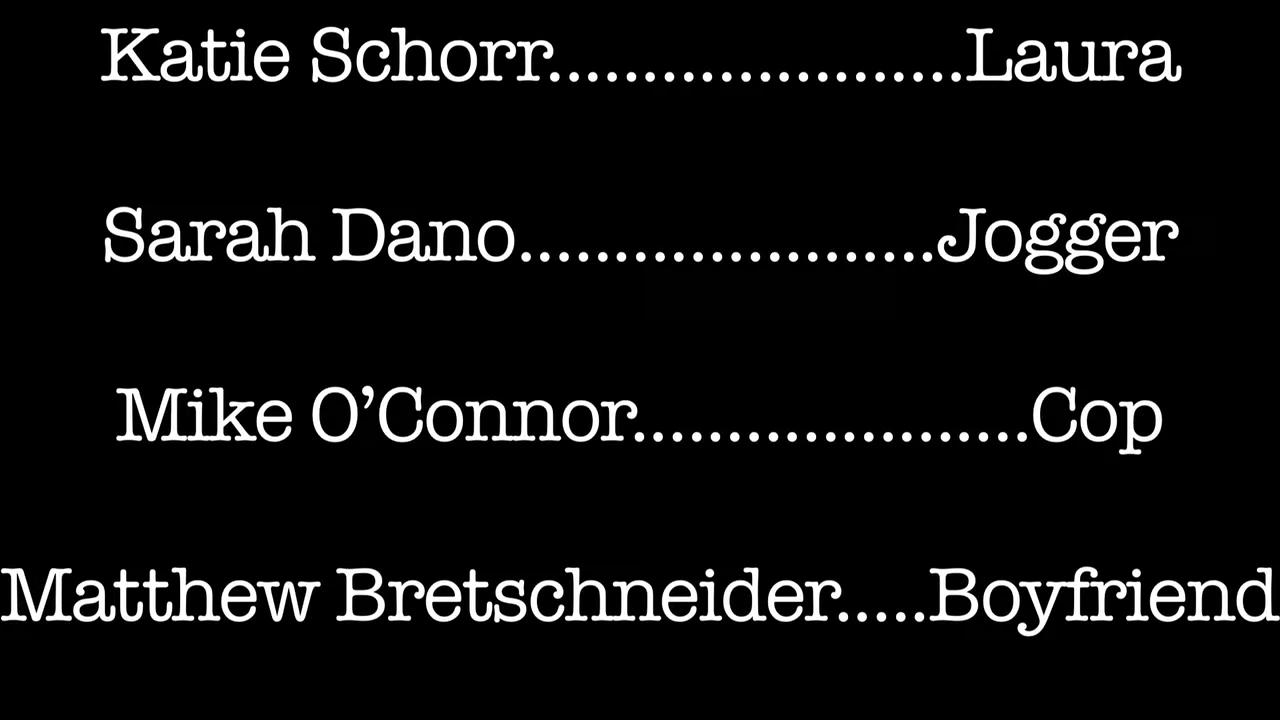 Katie Schorr......................Laura
Sarah Dano......................Jogger
Mike O’Connor.....................Cop
Matthew Bretschneider.....Boyfriend